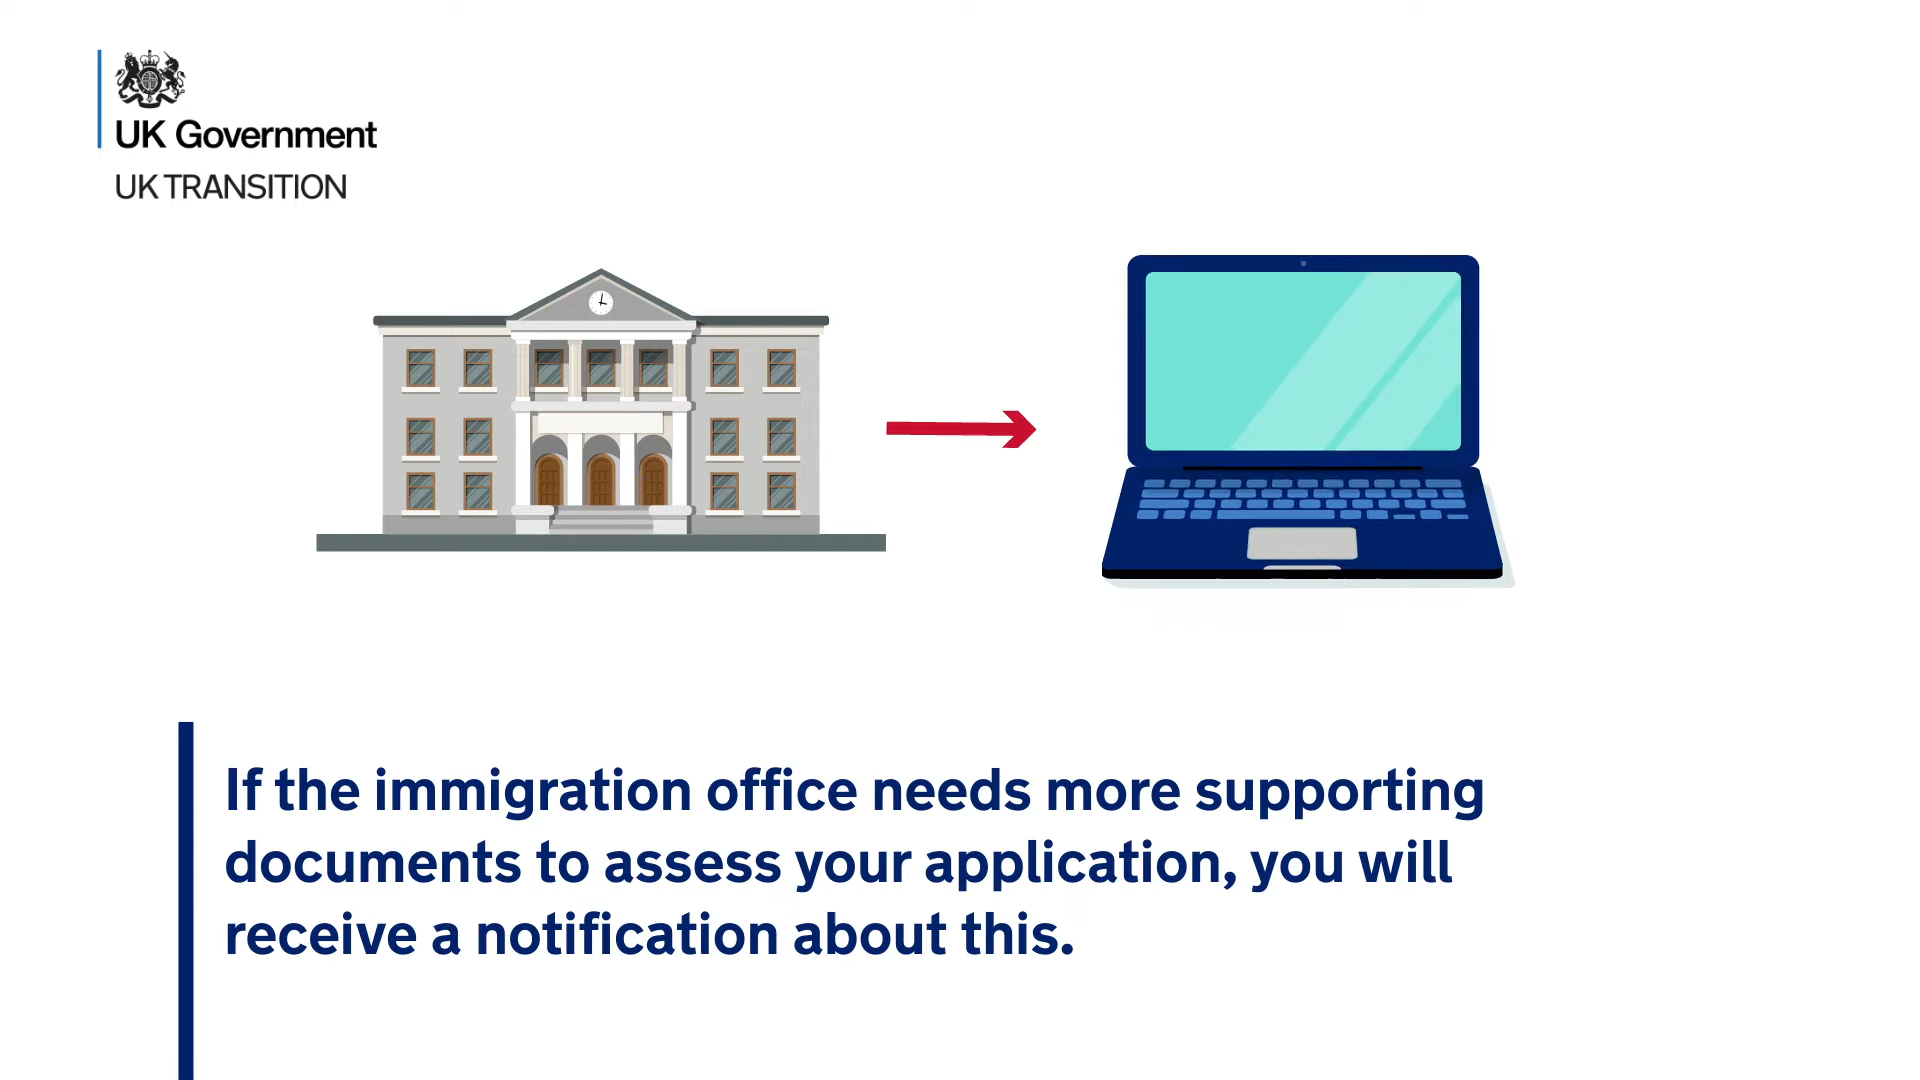 UK Government
UK TRANSITION
If the immigration office needs more supporting
documents to assess your application, you will
receive a notification about this.